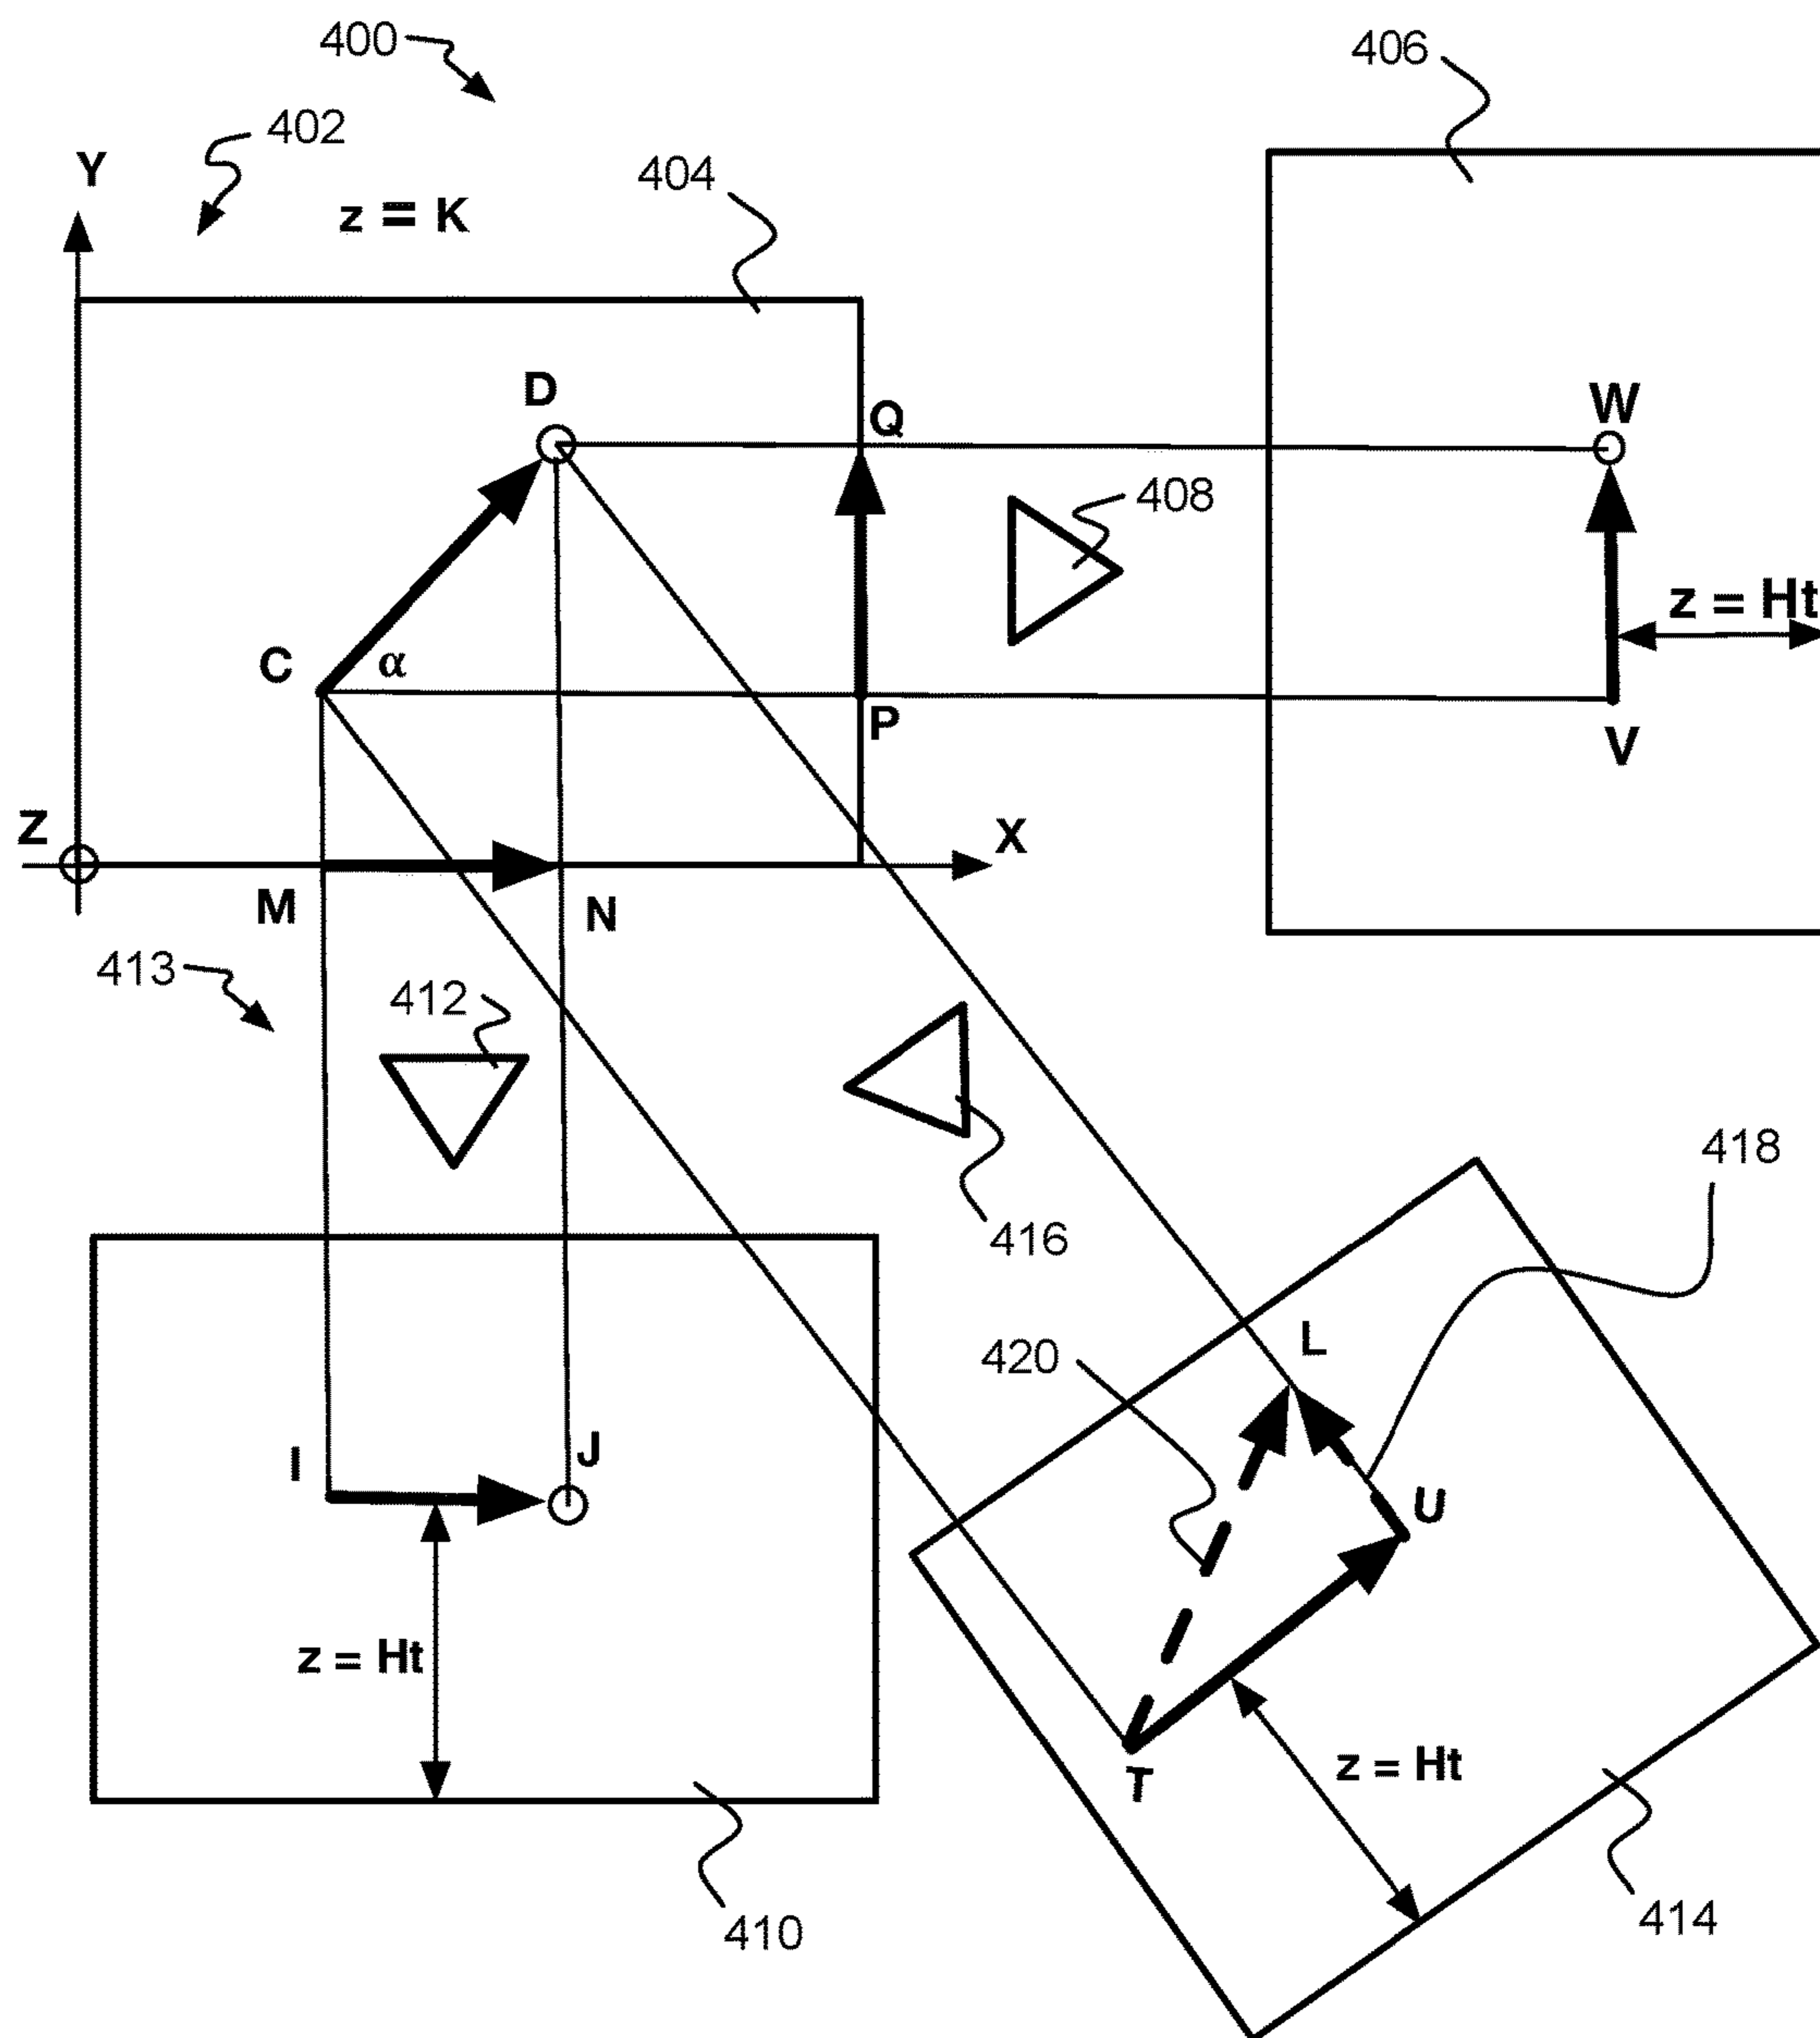 400
406
402
Y
404
z = K
D
Q
W
408
z = Ht
C
α
P
V
Z
X
M
N
413
412
418
416
L
420
I
J
U
z = Ht
T
z = Ht
410
414